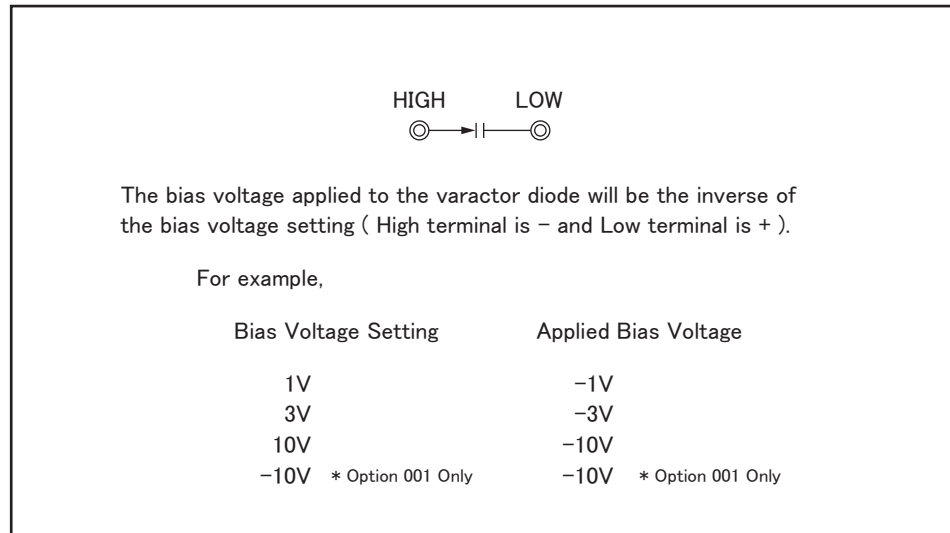 HIGH LOW
The bias voltage applied to the varactor diode will be the inverse of
the bias voltage setting ( High terminal is − and Low terminal is + ).
For example,
Bias Voltage Setting Applied Bias Voltage
1V −1V
3V −3V
10V −10V
−10V * Option 001 Only −10V * Option 001 Only